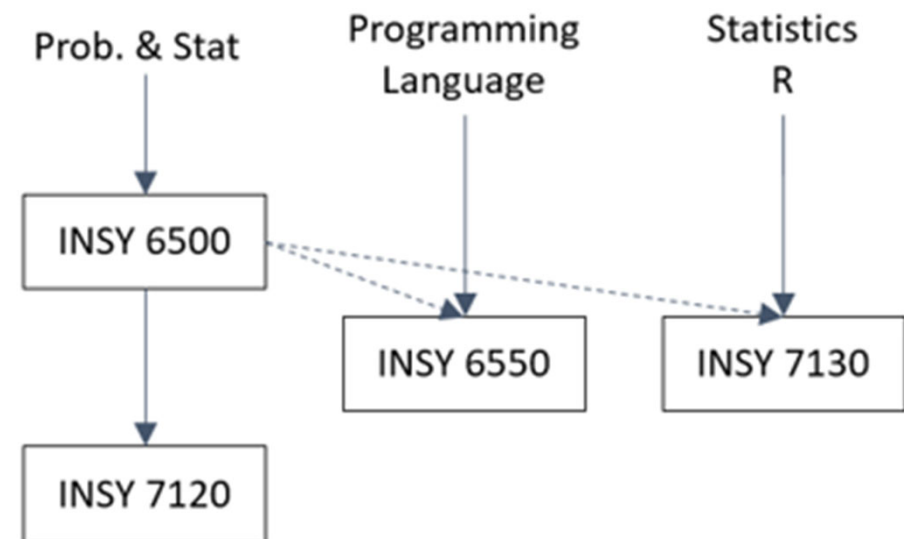 Prob. & Stat
Programming
Language
Statistics
R
INSY 6500
INSY 6550
INSY 7130
INSY 7120